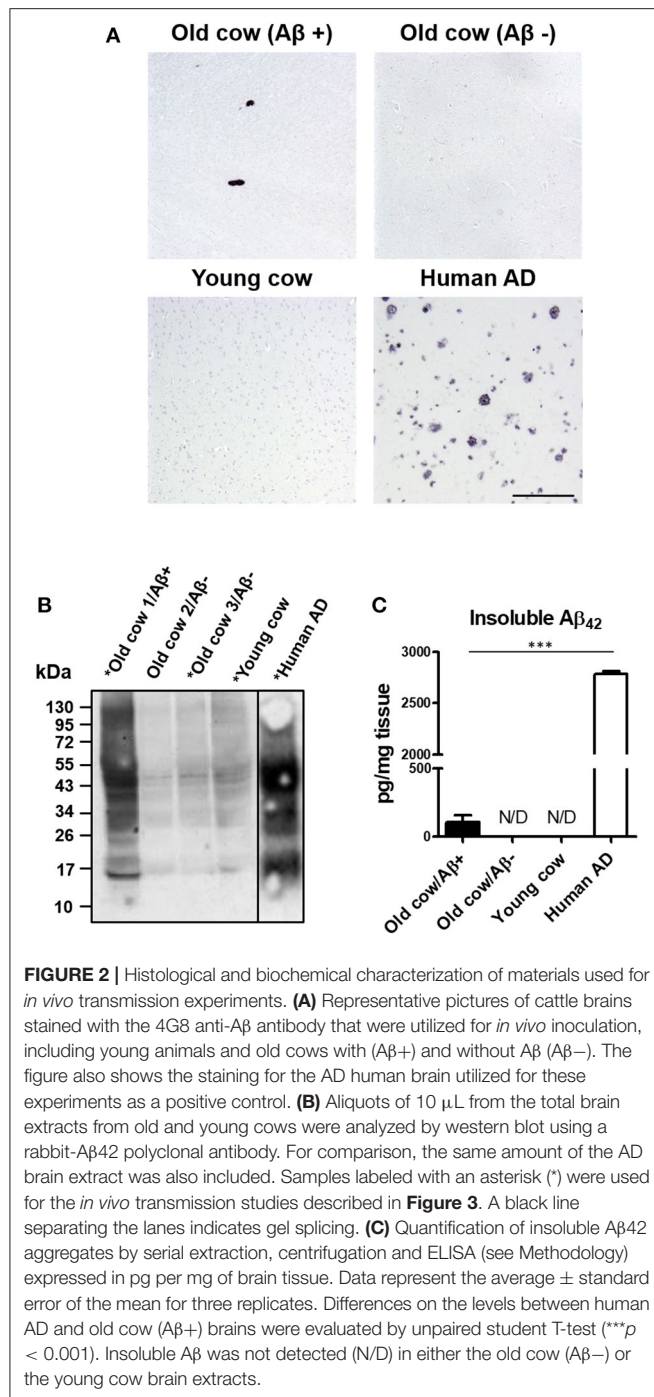 A
Old cow (Aβ +) Old cow (Aβ -)
Young cow Human AD
B
*Old cow 1/Aβ+
Old cow 2/Aβ-
*Old cow 3/Aβ-
*Young cow
*Human AD
kDa
130
95
72
55
43
34
26
17
10
C
Insoluble Aβ42
***
pg/mg tissue
3000
2500
2000
500
0
N/D N/D
Old cow/Aβ+
Old cow/Aβ-
Young cow
Human AD
FIGURE 2 | Histological and biochemical characterization of materials used for
in vivo transmission experiments. (A) Representative pictures of cattle brains
stained with the 4G8 anti-Aβ antibody that were utilized for in vivo inoculation,
including young animals and old cows with (Aβ+) and without Aβ (Aβ−). The
figure also shows the staining for the AD human brain utilized for these
experiments as a positive control. (B) Aliquots of 10 μL from the total brain
extracts from old and young cows were analyzed by western blot using a
rabbit-Aβ42 polyclonal antibody. For comparison, the same amount of the AD
brain extract was also included. Samples labeled with an asterisk (*) were used
for the in vivo transmission studies described in Figure 3. A black line
separating the lanes indicates gel splicing. (C) Quantification of insoluble Aβ42
aggregates by serial extraction, centrifugation and ELISA (see Methodology)
expressed in pg per mg of brain tissue. Data represent the average ± standard
error of the mean for three replicates. Differences on the levels between human
AD and old cow (Aβ+) brains were evaluated by unpaired student T-test (***p
< 0.001). Insoluble Aβ was not detected (N/D) in either the old cow (Aβ−) or
the young cow brain extracts.